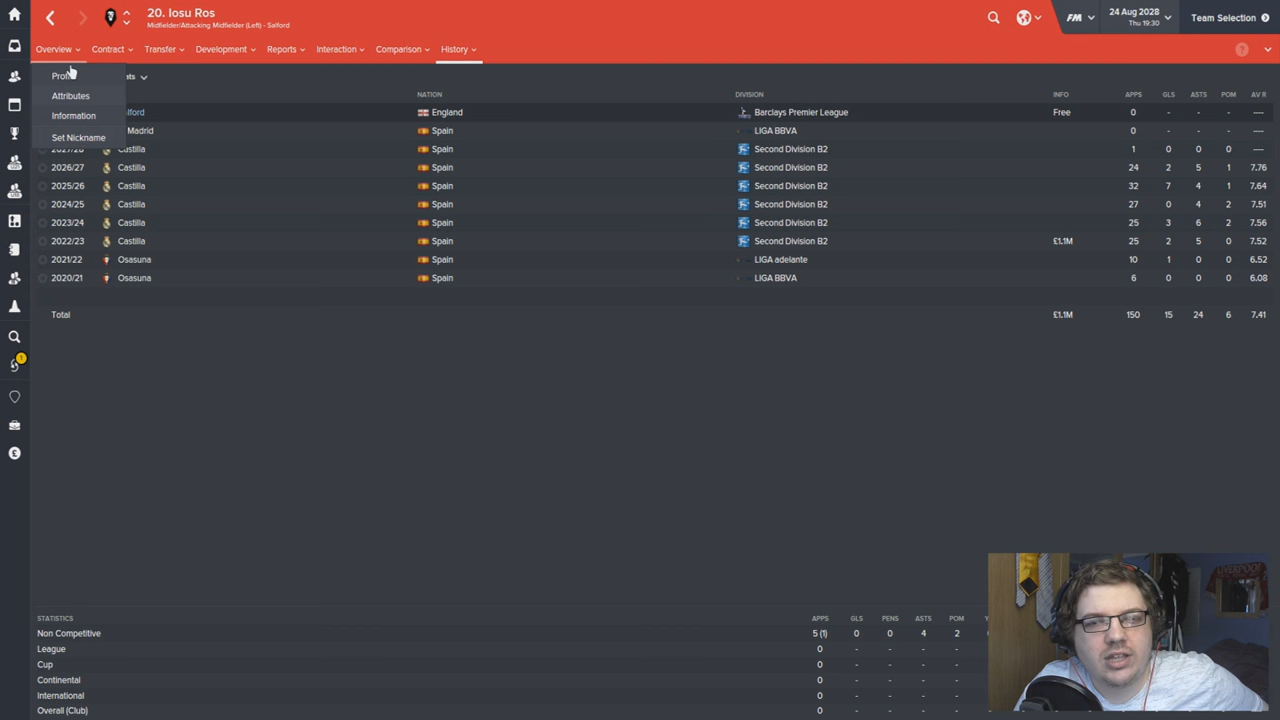 20. Iosu Ros
Midfielder/Attacking Midfielder (Left) - Salford
FM
24 Aug 2028
Thu 19:30
Team Selection
Overview Contract Transfer Development Reports Interaction Comparison History
?
Attributes
Information
Set Nickname
NATION DIVISION INFO APPS GLS ASTS POM AV R
England Barclays Premier League Free 0 - - - ---
Madrid Spain LIGA BBVA 0 - - - ---
2027/28 Castilla Spain Second Division B2 1 0 0 0 ---
2026/27 Castilla Spain Second Division B2 24 2 5 1 7.76
2025/26 Castilla Spain Second Division B2 32 7 4 1 7.64
2024/25 Castilla Spain Second Division B2 27 0 4 2 7.51
2023/24 Castilla Spain Second Division B2 25 3 6 2 7.56
2022/23 Castilla Spain Second Division B2 £1.1M 25 2 5 0 7.52
2021/22 Osasuna Spain LIGA adelante 10 1 0 0 6.52
2020/21 Osasuna Spain LIGA BBVA 6 0 0 0 6.08
Total £1.1M 150 15 24 6 7.41
1
STATISTICS APPS GLS PENS ASTS POM
Non Competitive 5 (1) 0 0 4 2
League 0 - - - -
Cup 0 - - - -
Continental 0 - - - -
International 0 - - - -
Overall (Club) 0 - - - -
LIVERPOOL